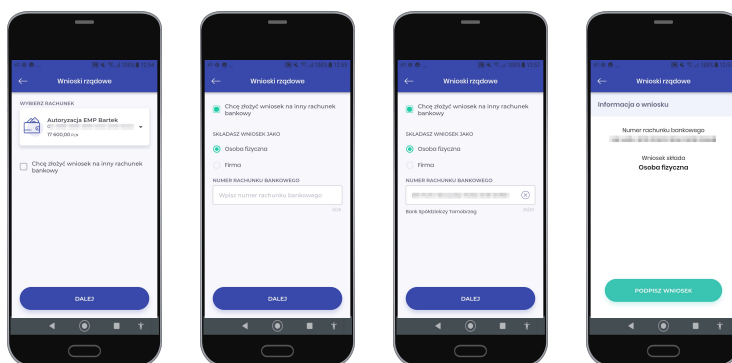 Wnioski rządowe
WYBIERZ RACHUNEK
Autoryzacja EMP Bartek
17 600,00 PLN
Chcę złożyć wniosek na inny rachunek
bankowy
DALEJ
Wnioski rządowe
Chcę złożyć wniosek na inny rachunek
bankowy
SKŁADASZ WNIOSEK JAKO
Osoba fizyczna
Firma
NUMER RACHUNKU BANKOWEGO
Wpisz numer rachunku bankowego
DALEJ
Wnioski rządowe
Chcę złożyć wniosek na inny rachunek
bankowy
SKŁADASZ WNIOSEK JAKO
Osoba fizyczna
Firma
NUMER RACHUNKU BANKOWEGO
Bank Spółdzielczy Tarnobrzeg
DALEJ
Wnioski rządowe
Informacja o wniosku
Numer rachunku bankowego
Wniosek składa
Osoba fizyczna
PODPISZ WNIOSEK